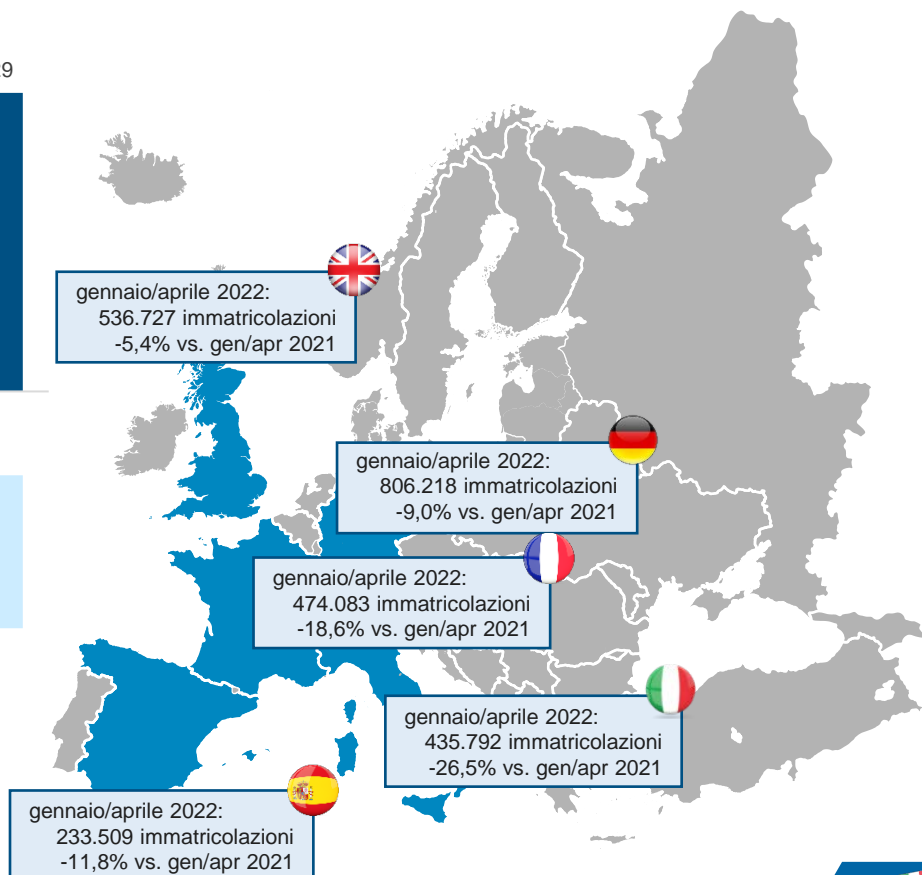 gennaio/aprile 2022:
536.727 immatricolazioni
-5,4% vs. gen/apr 2021
gennaio/aprile 2022:
806.218 immatricolazioni
-9,0% vs. gen/apr 2021
gennaio/aprile 2022:
474.083 immatricolazioni
-18,6% vs. gen/apr 2021
gennaio/aprile 2022:
435.792 immatricolazioni
-26,5% vs. gen/apr 2021
gennaio/aprile 2022:
233.509 immatricolazioni
-11,8% vs. gen/apr 2021